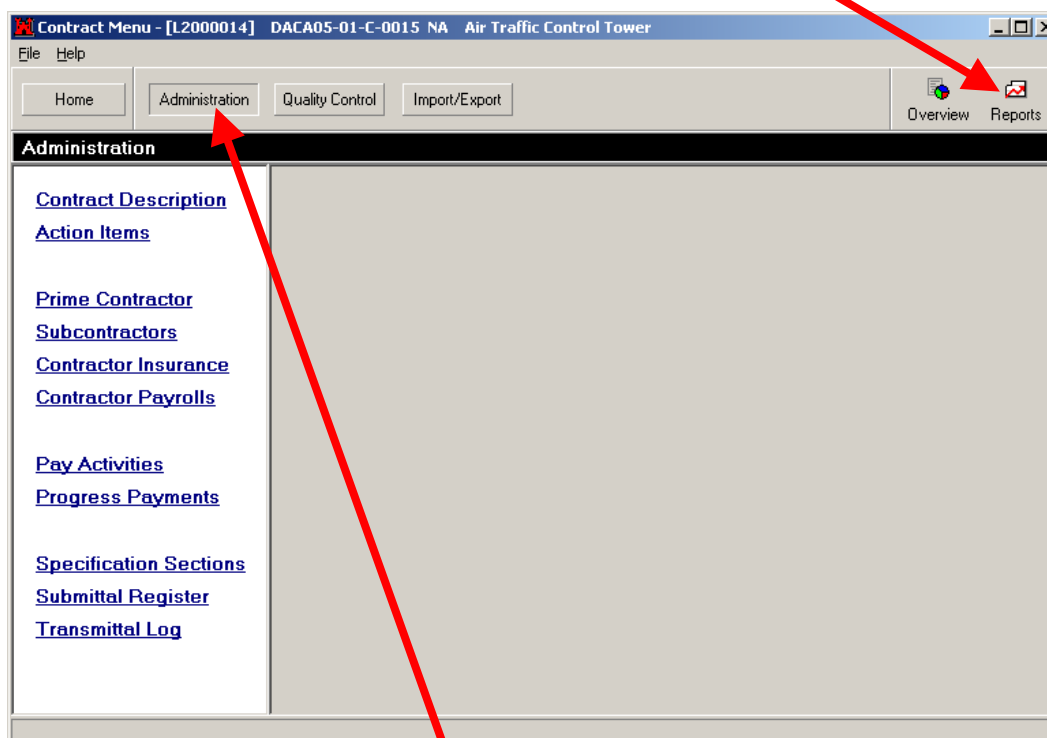 Contract Menu - [L2000014] DACA05-01-C-0015 NA Air Traffic Control Tower
File Help
Home Administration Quality Control Import/Export Overview Reports
Administration
Contract Description
Action Items
Prime Contractor
Subcontractors
Contractor Insurance
Contractor Payrolls
Pay Activities
Progress Payments
Specification Sections
Submittal Register
Transmittal Log